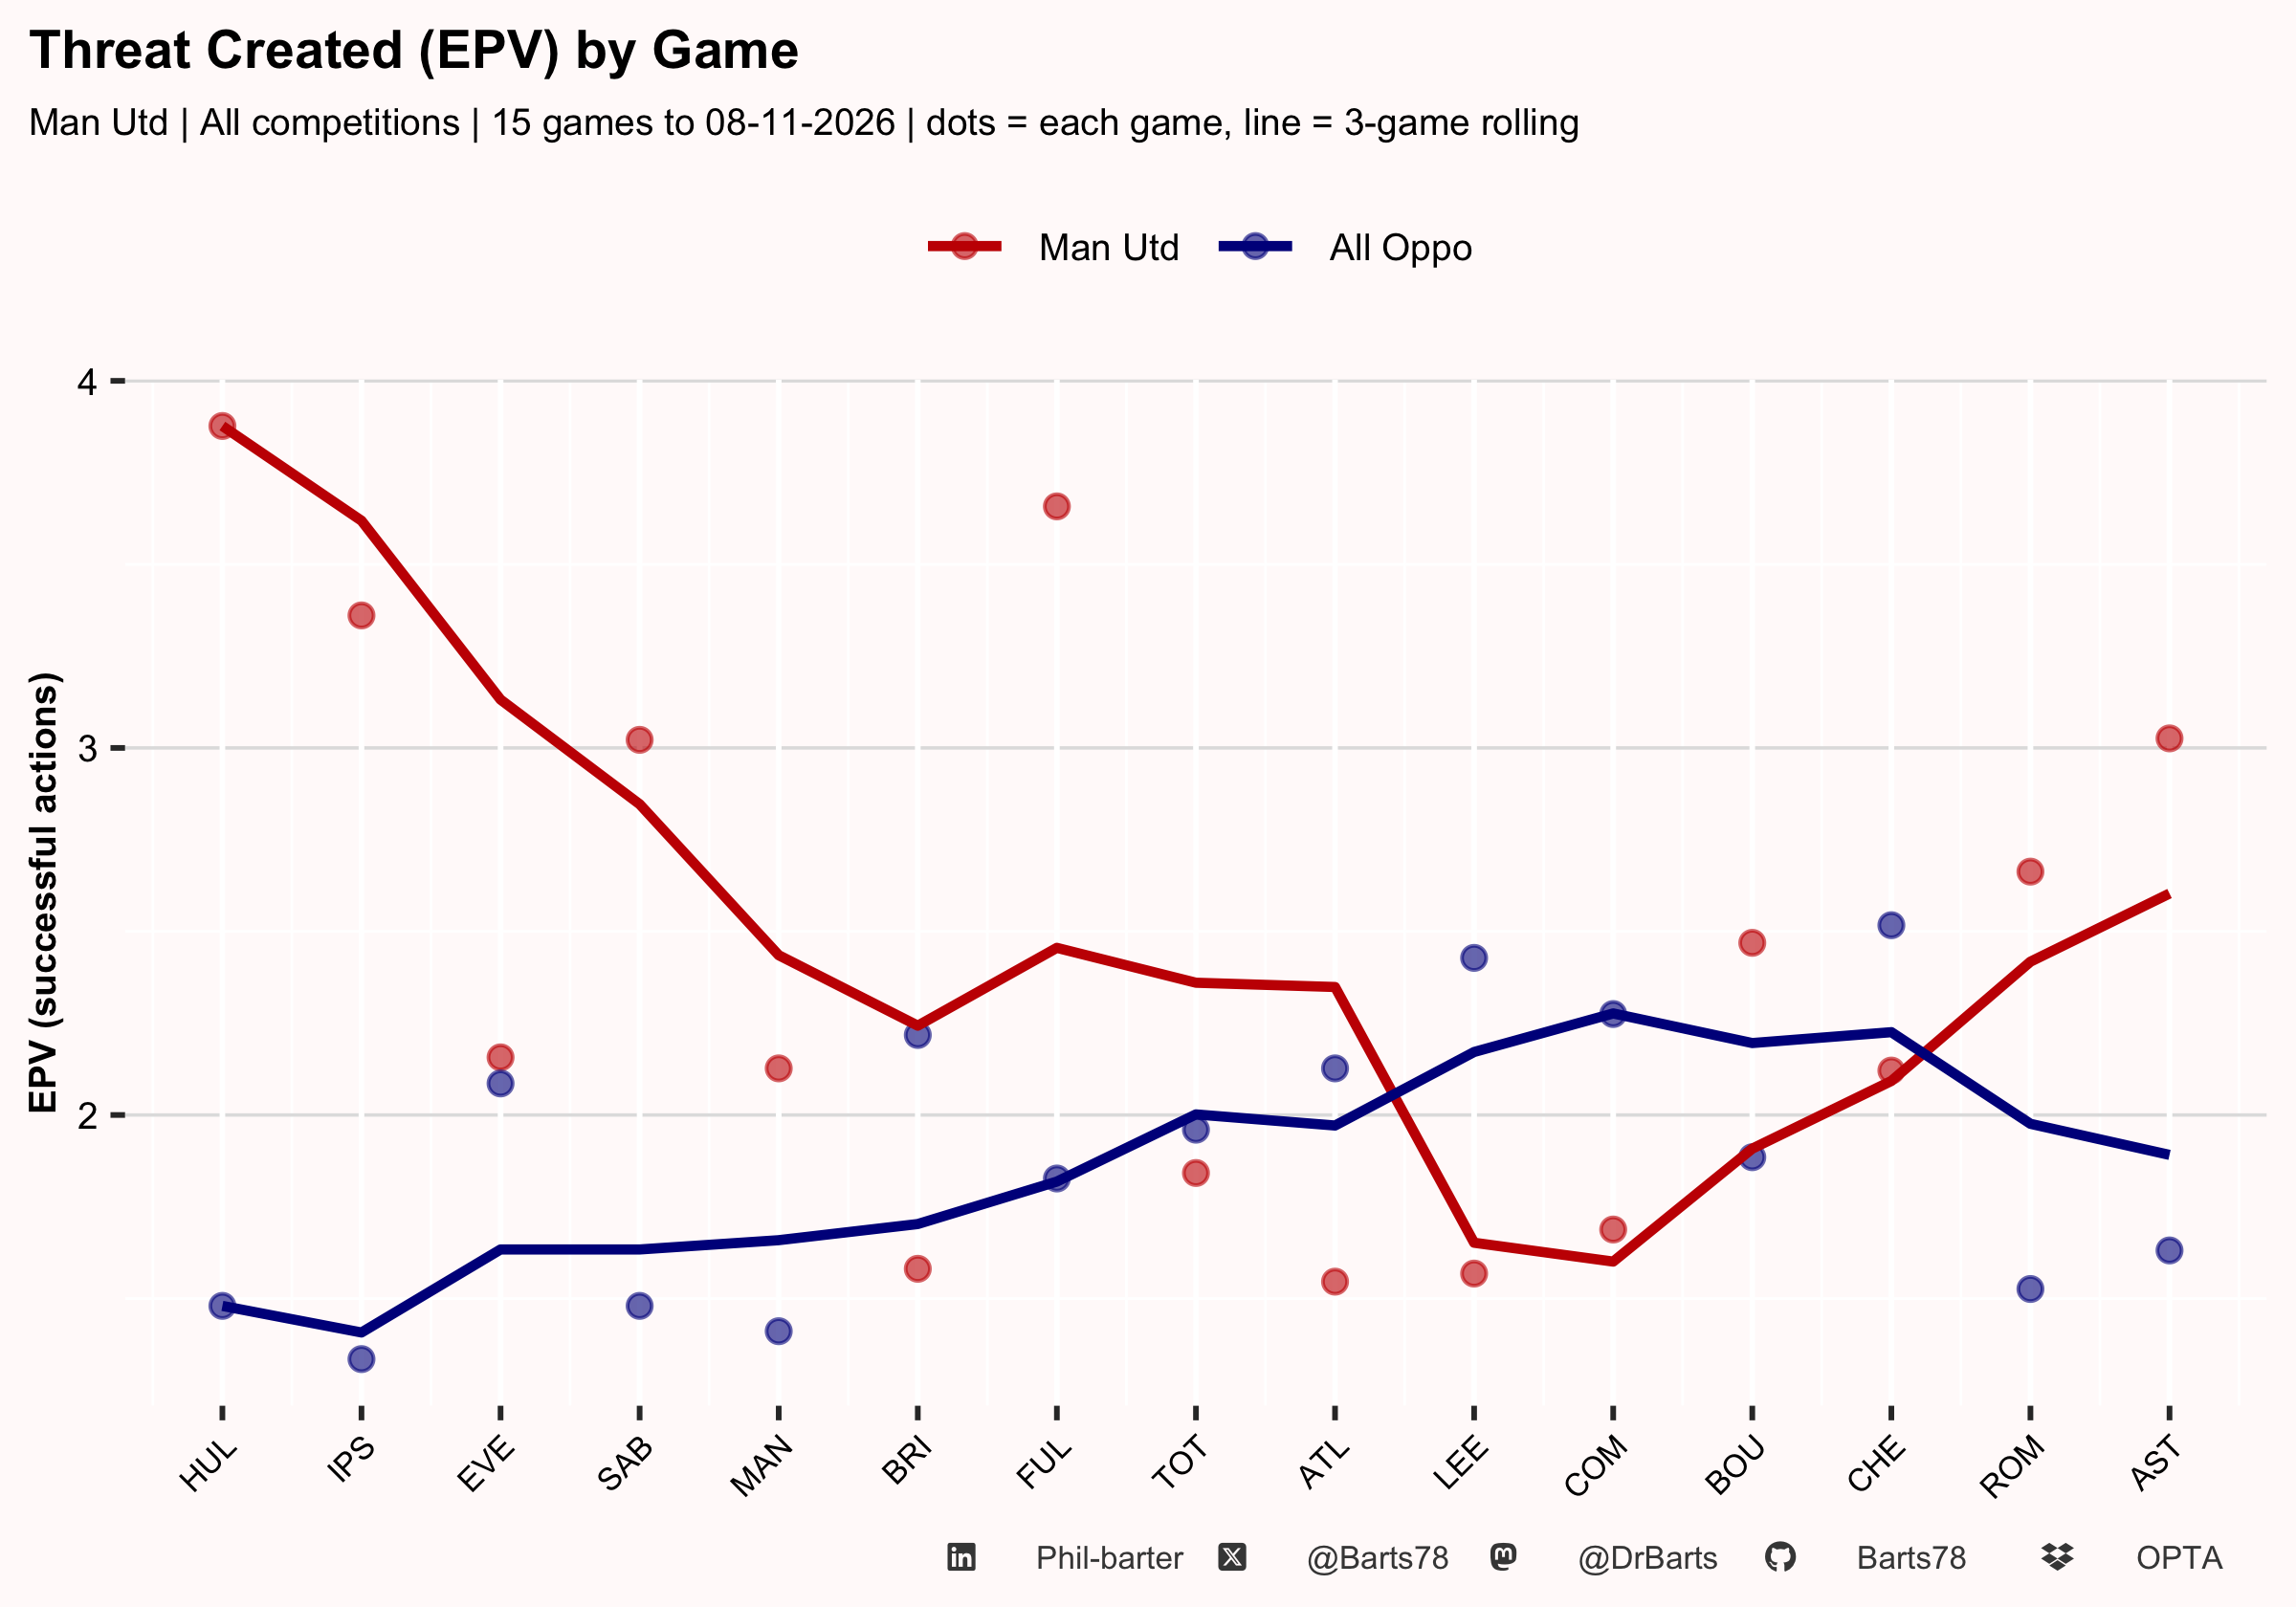 Threat Created (EPV) by Game
Man Utd | All competitions | 15 games to 08-11-2026 | dots = each game, line = 3-game rolling
Man Utd All Oppo
4
3
2
EPV (successful actions)
HUL IPS EVE SAB MAN BRI FUL TOT ATL LEE COM BOU CHE ROM AST
Phil-barter @Barts78 @DrBarts Barts78 OPTA